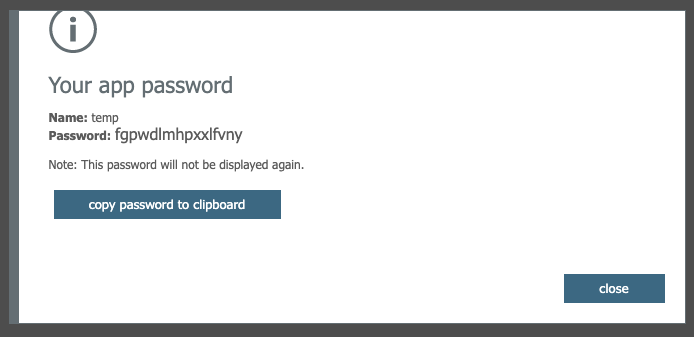 Your app password
Name: temp
Password: fgpwdlmhpxxlfvny
Note: This password will not be displayed again.
copy password to clipboard
close